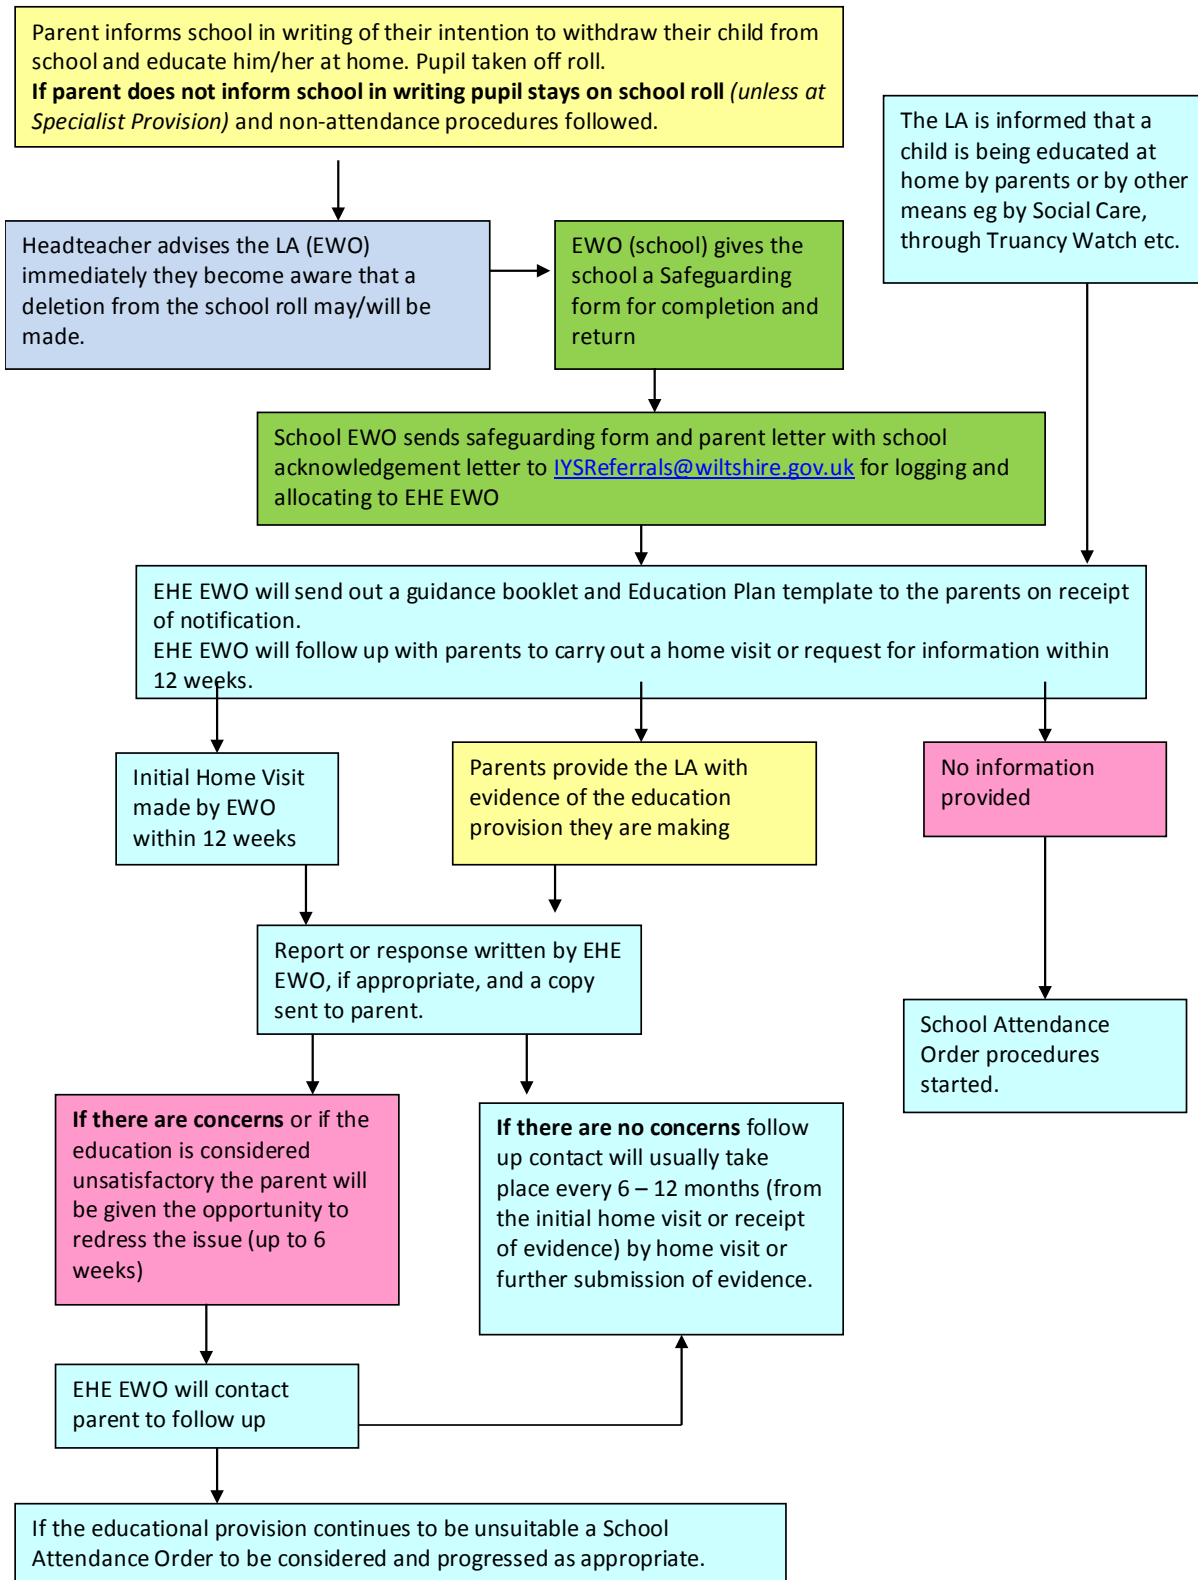 Parent informs school in writing of their intention to withdraw their child from
school and educate him/her at home. Pupil taken off roll.
If parent does not inform school in writing pupil stays on school roll (unless at
Specialist Provision) and non-attendance procedures followed.
The LA is informed that a
child is being educated at
home by parents or by other
means eg by Social Care,
through Truancy Watch etc.
Headteacher advises the LA (EWO)
immediately they become aware that a
deletion from the school roll may/will be
made.
EWO (school) gives the
school a Safeguarding
form for completion and
return
School EWO sends safeguarding form and parent letter with school
acknowledgement letter to IYSReferrals@wiltshire.gov.uk for logging and
allocating to EHE EWO
EHE EWO will send out a guidance booklet and Education Plan template to the parents on receipt
of notification.
EHE EWO will follow up with parents to carry out a home visit or request for information within
12 weeks.
Initial Home Visit
made by EWO
within 12 weeks
Parents provide the LA with
evidence of the education
provision they are making
No information
provided
Report or response written by EHE
EWO, if appropriate, and a copy
sent to parent.
School Attendance
Order procedures
started.
If there are concerns or if the
education is considered
unsatisfactory the parent will
be given the opportunity to
redress the issue (up to 6
weeks)
If there are no concerns follow
up contact will usually take
place every 6 – 12 months (from
the initial home visit or receipt
of evidence) by home visit or
further submission of evidence.
EHE EWO will contact
parent to follow up
If the educational provision continues to be unsuitable a School
Attendance Order to be considered and progressed as appropriate.